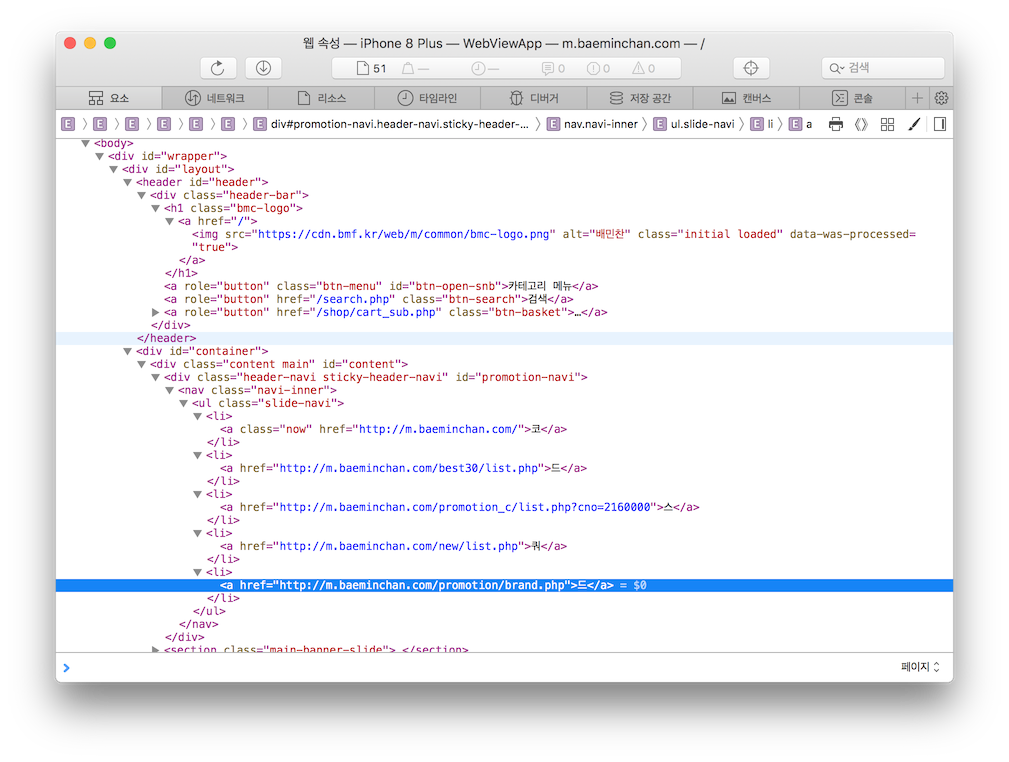 웹 속성 — iPhone 8 Plus — WebViewApp — m.baeminchan.com — /
51 — — 0 0 0 검색
요소 네트워크 리소스 타임라인 디버거 저장 공간 캔버스 콘솔
E E E E E E E div#promotion-navi.header-navi.sticky-header-... E nav.navi-inner E ul.slide-navi E li E a
<body>
<div id="wrapper">
<div id="layout">
<header id="header">
<div class="header-bar">
<h1 class="bmc-logo">
<a href="/">
<img src="https://cdn.bmf.kr/web/m/common/bmc-logo.png" alt="배민찬" class="initial loaded" data-was-processed=
"true">
</a>
</h1>
<a role="button" class="btn-menu" id="btn-open-snb">카테고리 메뉴</a>
<a role="button" href="/search.php" class="btn-search">검색</a>
<a role="button" href="/shop/cart_sub.php" class="btn-basket">…</a>
</div>
</header>
<div id="container">
<div class="content main" id="content">
<div class="header-navi sticky-header-navi" id="promotion-navi">
<nav class="navi-inner">
<ul class="slide-navi">
<li>
<a class="now" href="http://m.baeminchan.com/">코</a>
</li>
<li>
<a href="http://m.baeminchan.com/best30/list.php">드</a>
</li>
<li>
<a href="http://m.baeminchan.com/promotion_c/list.php?cno=2160000">스</a>
</li>
<li>
<a href="http://m.baeminchan.com/new/list.php">쿼</a>
</li>
<li>
<a href="http://m.baeminchan.com/promotion/brand.php">드</a> = $0
</li>
</ul>
</nav>
</div>
<section class="main-banner-slide">…</section>
페이지